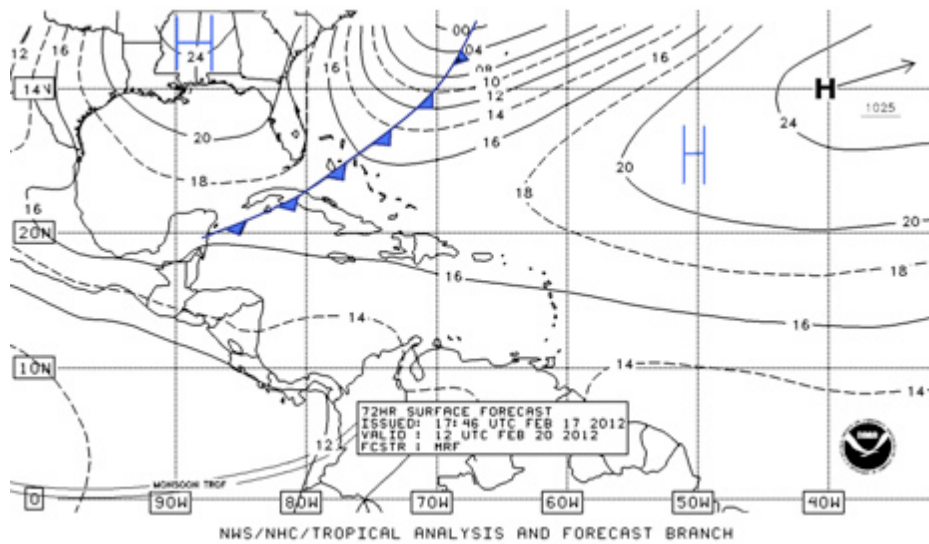 12
16
16
H
24
16
00
04
08
10
12
14
16
14N
H
1025
24
20
H
20
18
18
16
20N
20
18
16
16
14
14
14
10N
72HR SURFACE FORECAST
ISSUED: 17:46 UTC FEB 17 2012
VALID : 12 UTC FEB 20 2012
FCSTR : MRF
12
MONSOON TROF
0
90W
80W
70W
60W
50W
40W
NWS/NHC/TROPICAL ANALYSIS AND FORECAST BRANCH